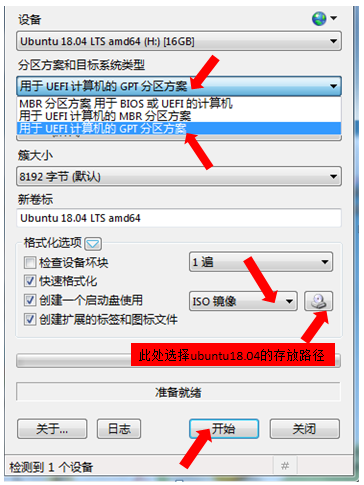 设备
Ubuntu 18.04 LTS amd64 (H:) [16GB]
分区方案和目标系统类型
用于 UEFI 计算机的 GPT 分区方案
MBR 分区方案 用于 BIOS 或 UEFI 的计算机
用于 UEFI 计算机的 MBR 分区方案
用于 UEFI 计算机的 GPT 分区方案
簇大小
8192 字节 (默认)
新卷标
Ubuntu 18.04 LTS amd64
格式化选项
检查设备坏块
1 遍
快速格式化
创建一个启动盘使用
ISO 镜像
创建扩展的标签和图标文件
此处选择ubuntu18.04的存放路径
准备就绪
关于...
日志
开始
关闭
检测到 1 个设备
#